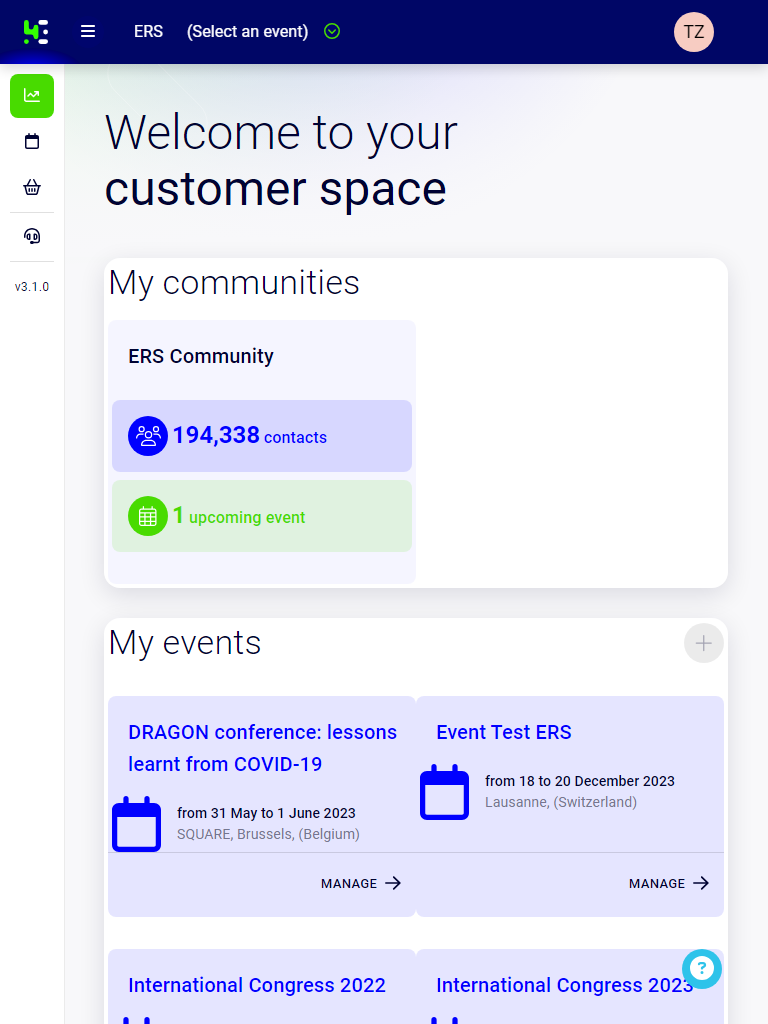 ERS (Select an event)
TZ
v3.1.0
Welcome to your
customer space
My communities
ERS Community
194,338 contacts
1 upcoming event
My events
DRAGON conference: lessons
learnt from COVID-19
from 31 May to 1 June 2023
SQUARE, Brussels, (Belgium)
MANAGE
Event Test ERS
from 18 to 20 December 2023
Lausanne, (Switzerland)
MANAGE
International Congress 2022
International Congress 2023
?